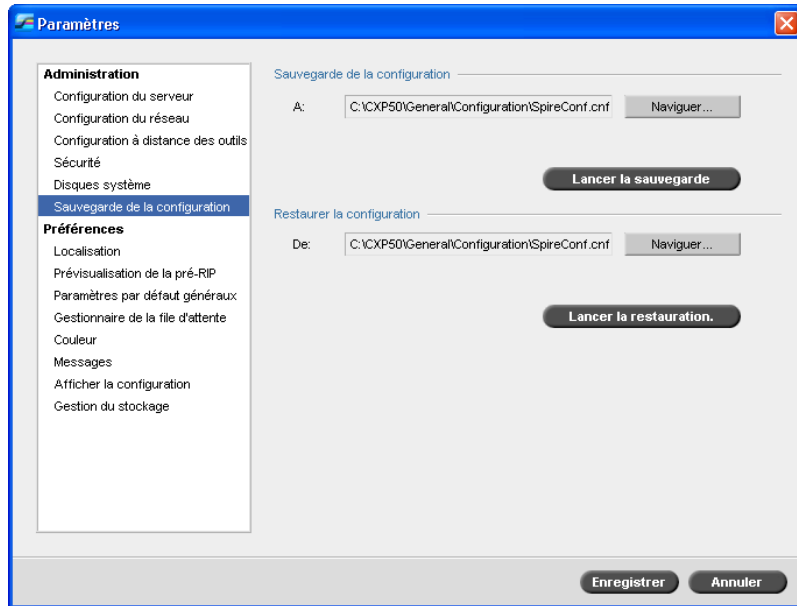 Paramètres
Administration
Configuration du serveur
Configuration du réseau
Configuration à distance des outils
Sécurité
Disques système
Sauvegarde de la configuration
Préférences
Localisation
Prévisualisation de la pré-RIP
Paramètres par défaut généraux
Gestionnaire de la file d'attente
Couleur
Messages
Afficher la configuration
Gestion du stockage
Sauvegarde de la configuration
A: C:\CXP50\General\Configuration\SpireConf.cnf Naviguer...
Lancer la sauvegarde
Restaurer la configuration
De: C:\CXP50\General\Configuration\SpireConf.cnf Naviguer...
Lancer la restauration.
Enregistrer Annuler